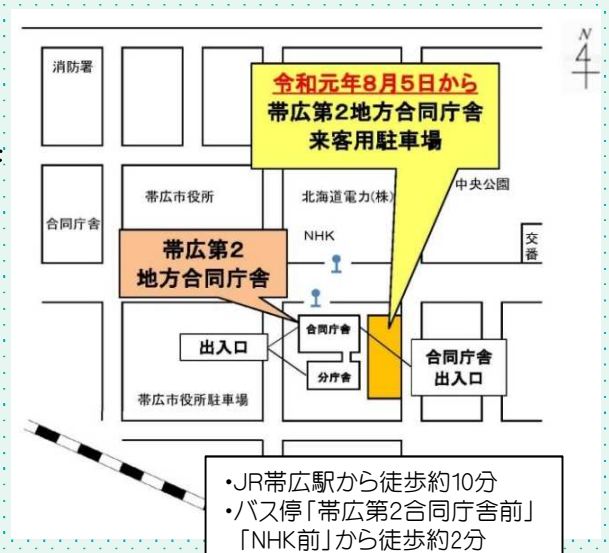 N
消防署
令和元年8月5日から
帯広第2地方合同庁舎
来客用駐車場
合同庁舎
帯広市役所
北海道電力(株)
中央公園
NHK
交番
帯広第2
地方合同庁舎
合同庁舎
出入口
分庁舎
合同庁舎
出入口
帯広市役所駐車場
・JR帯広駅から徒歩約10分
・バス停「帯広第2合同庁舎前」
「NHK前」から徒歩約2分